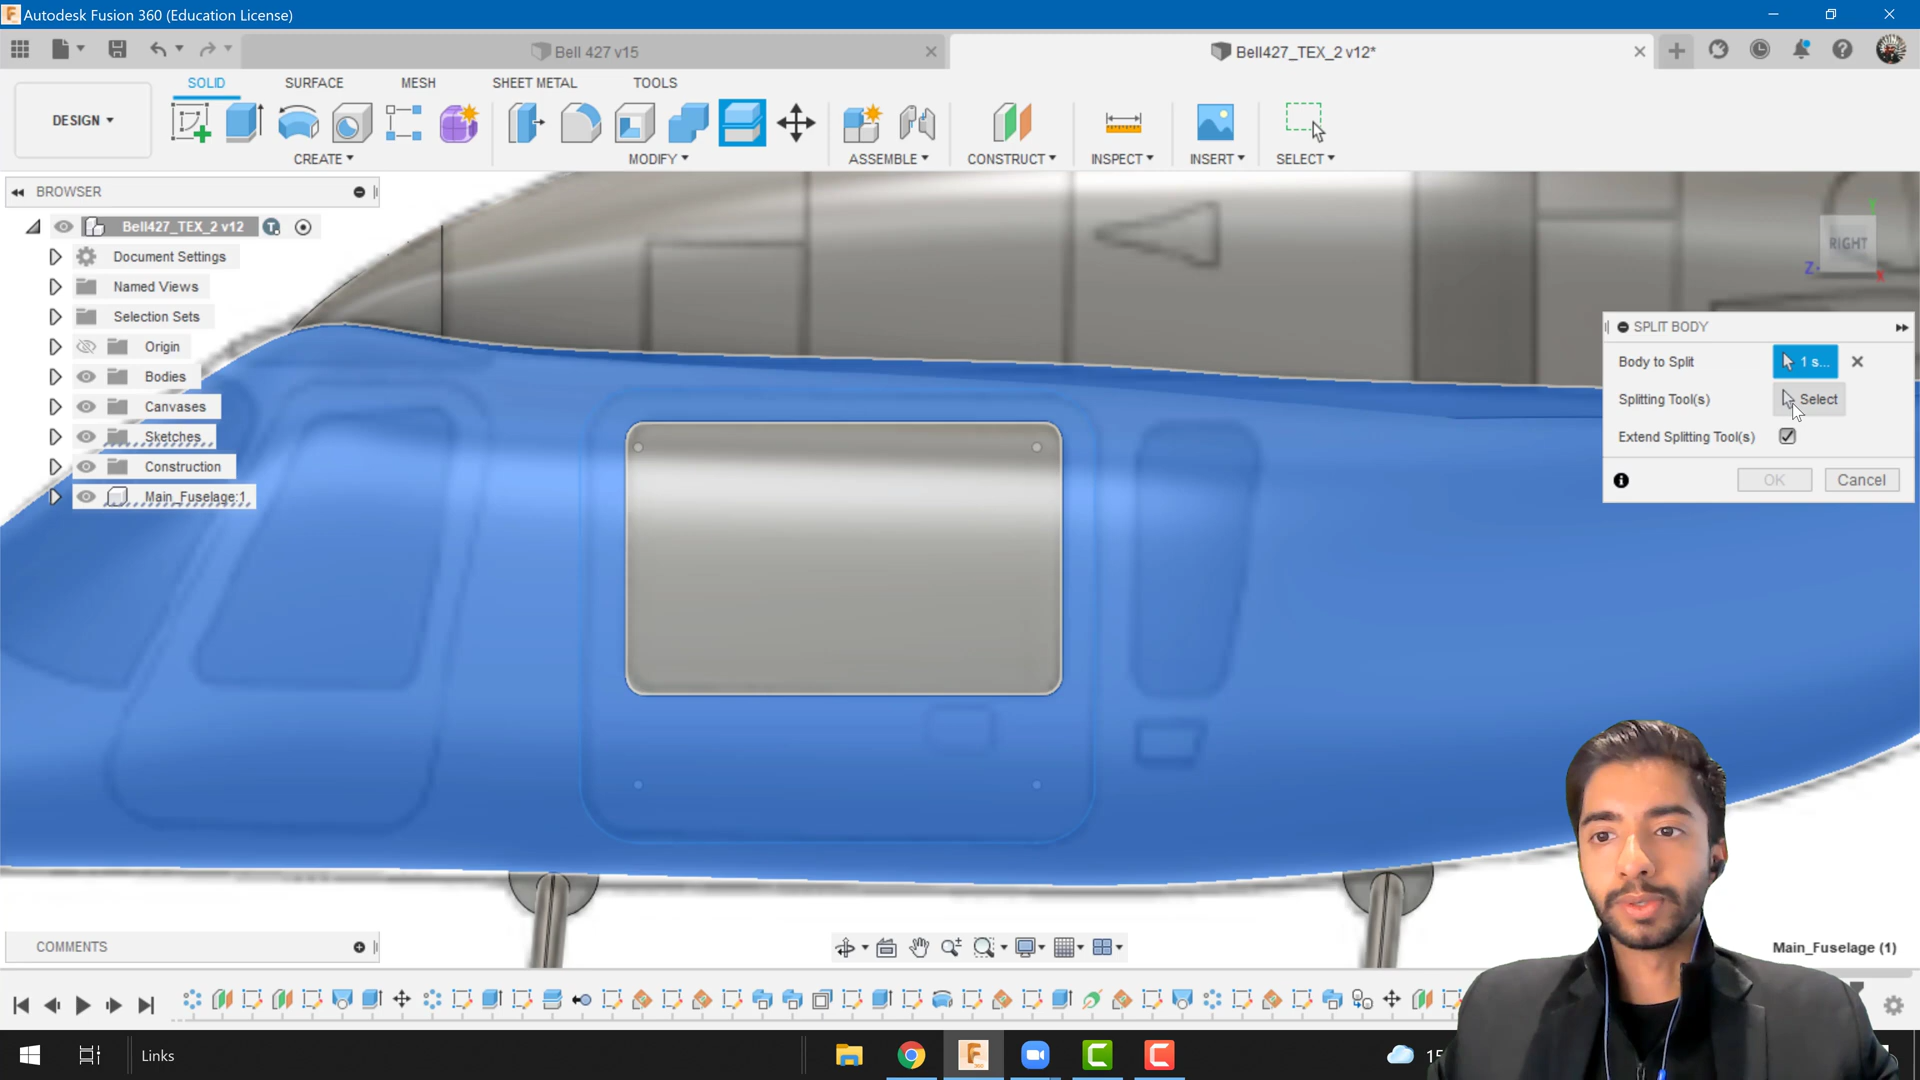 Autodesk Fusion 360 (Education License)
Bell 427 v15
Bell427_TEX_2 v12*
DESIGN
SOLID
SURFACE
MESH
SHEET METAL
TOOLS
CREATE
MODIFY
ASSEMBLE
CONSTRUCT
INSPECT
INSERT
SELECT
BROWSER
Bell427_TEX_2 v12
Document Settings
Named Views
Selection Sets
Origin
Bodies
Canvases
Sketches
Construction
Main_Fuselage:1
Y
RIGHT
Z
X
SPLIT BODY
Body to Split
1 s...
Splitting Tool(s)
Select
Extend Splitting Tool(s)
OK
Cancel
COMMENTS
Main_Fuselage (1)
Links